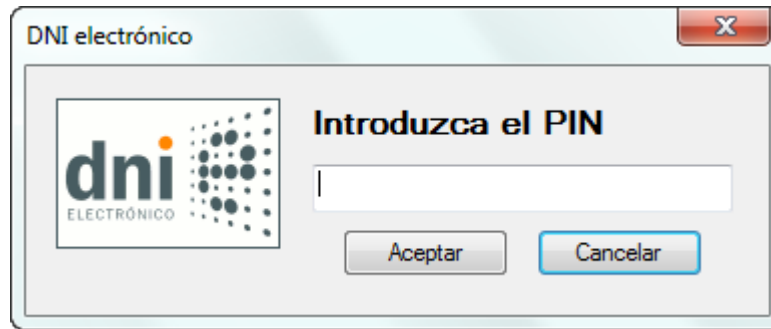 DNI electrónico
dni
ELECTRÓNICO
Introduzca el PIN
Aceptar
Cancelar